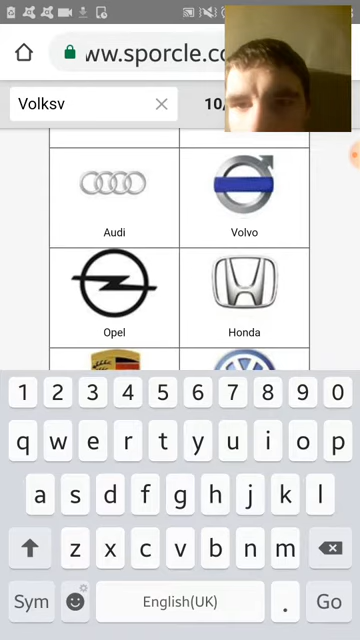 ww.sporcle.c
Volksv
10/
Audi
Volvo
Opel
Honda
1 2 3 4 5 6 7 8 9 0
q w e r t y u i o p
a s d f g h j k l
z x c v b n m
Sym
English(UK)
.
Go